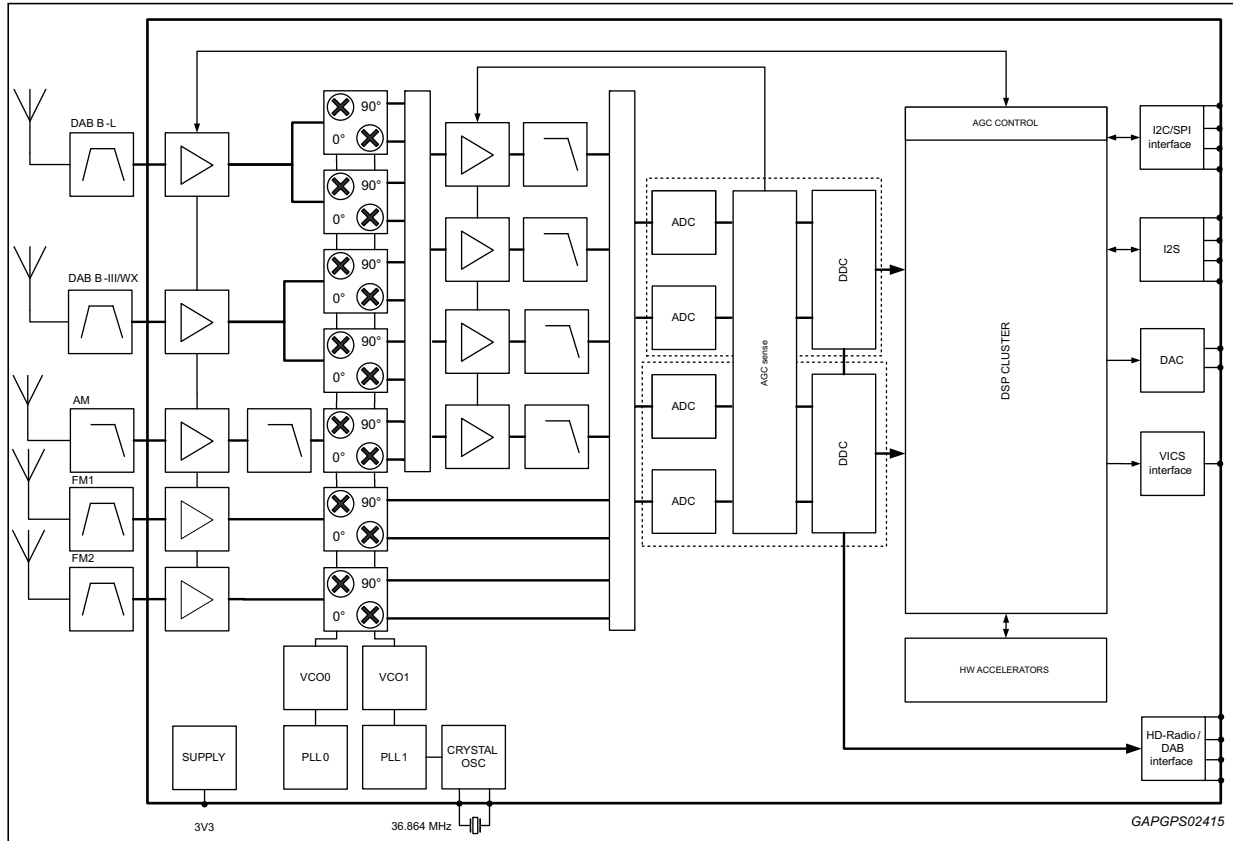 DAB B-L
90°
0°
90°
0°
DAB B-III/WX
90°
0°
90°
0°
AM
90°
0°
FM1
90°
0°
FM2
90°
0°
VCO0
VCO1
PLL0
PLL1
CRYSTAL
OSC
SUPPLY
3V3
36.864 MHz
ADC
ADC
ADC
ADC
AGC sense
DDC
DDC
AGC CONTROL
DSP CLUSTER
HW ACCELERATORS
I2C/SPI
interface
I2S
DAC
VICS
interface
HD-Radio/
DAB
interface
GAPGPS02415